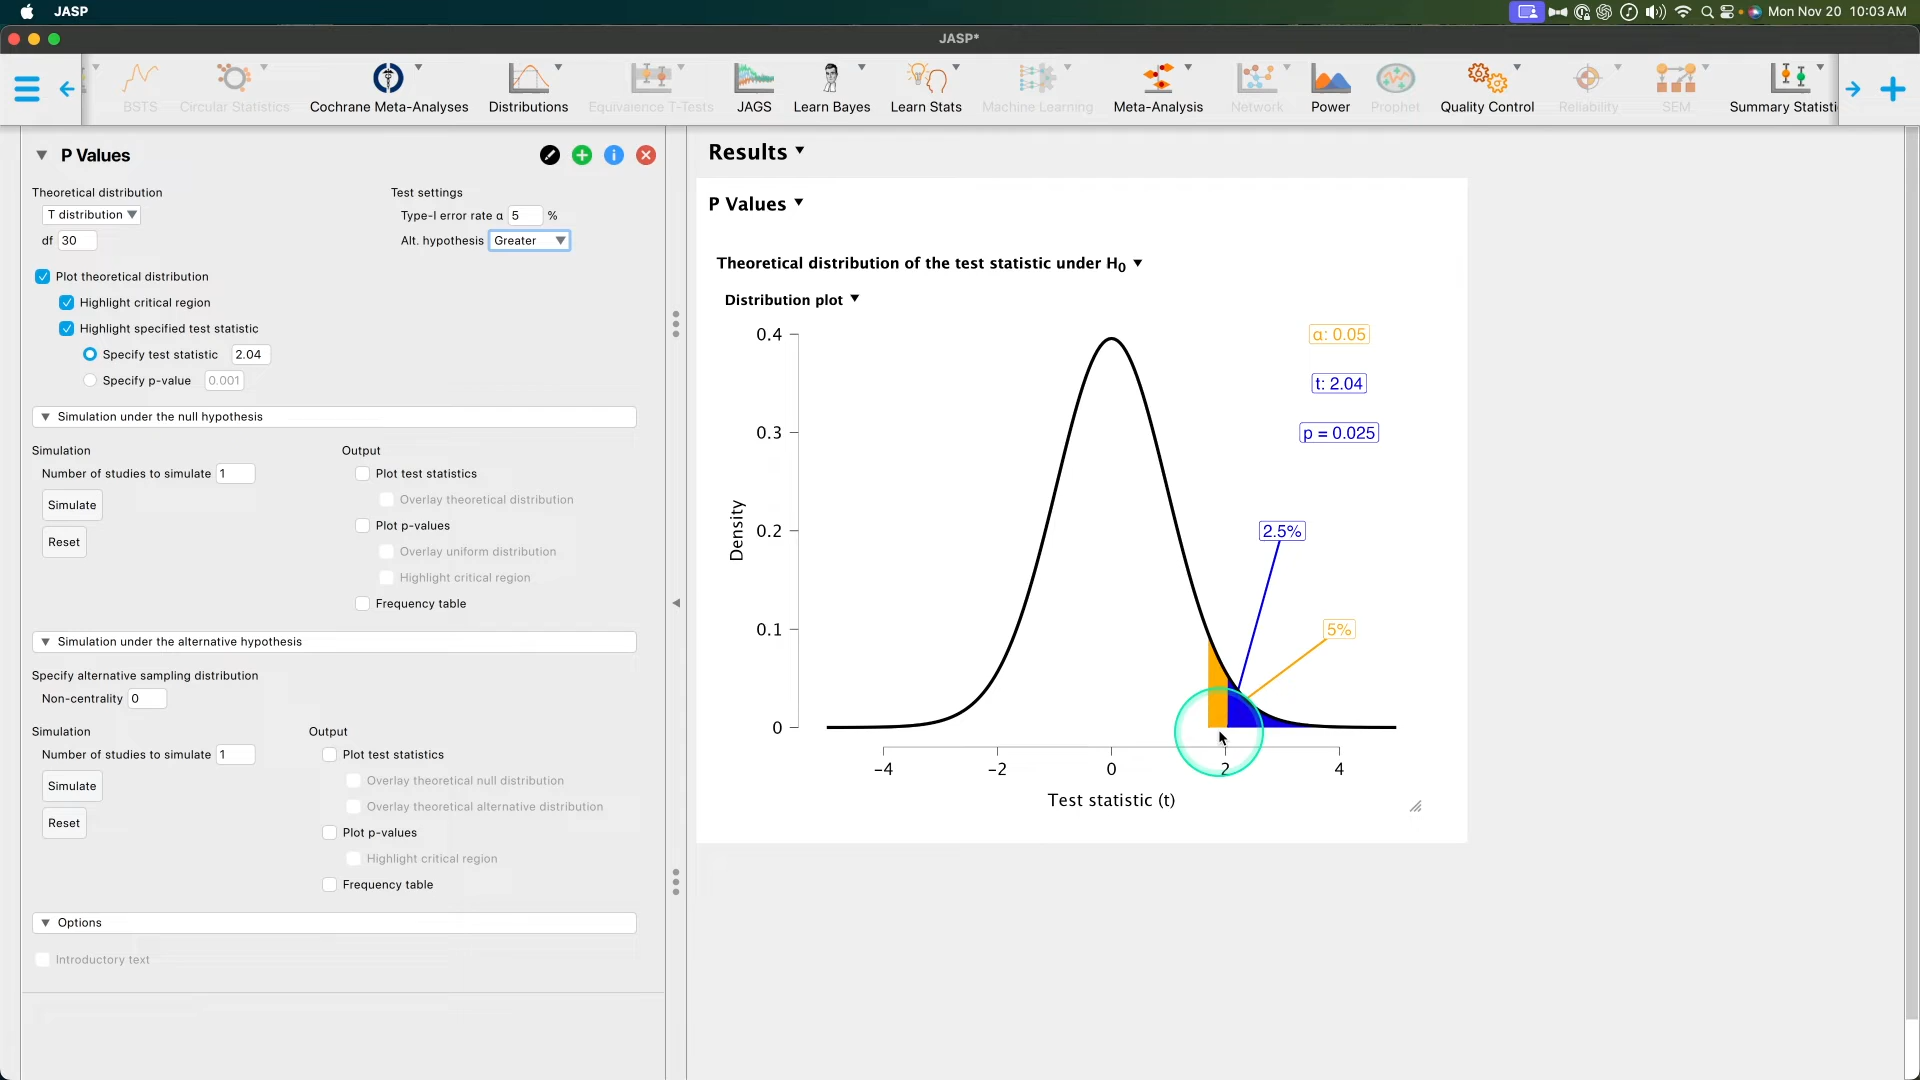 JASP
Mon Nov 20 10:03 AM
JASP*
BSTS
Circular Statistics
Cochrane Meta-Analyses
Distributions
Equivalence T-Tests
JAGS
Learn Bayes
Learn Stats
Machine Learning
Meta-Analysis
Network
Power
Prophet
Quality Control
Reliability
SEM
Summary Statisti
P Values
Theoretical distribution
T distribution
df 30
Test settings
Type-I error rate α 5 %
Alt. hypothesis Greater
Plot theoretical distribution
Highlight critical region
Highlight specified test statistic
Specify test statistic 2.04
Specify p-value 0.001
Simulation under the null hypothesis
Simulation
Number of studies to simulate 1
Simulate
Reset
Output
Plot test statistics
Overlay theoretical distribution
Plot p-values
Overlay uniform distribution
Highlight critical region
Frequency table
Simulation under the alternative hypothesis
Specify alternative sampling distribution
Non-centrality 0
Simulation
Number of studies to simulate 1
Simulate
Reset
Output
Plot test statistics
Overlay theoretical null distribution
Overlay theoretical alternative distribution
Plot p-values
Highlight critical region
Frequency table
Options
Introductory text
Results
P Values
Theoretical distribution of the test statistic under H0
Distribution plot
0.4
0.3
0.2
0.1
0
Density
α: 0.05
t: 2.04
p = 0.025
2.5%
5%
−4
−2
0
2
4
Test statistic (t)